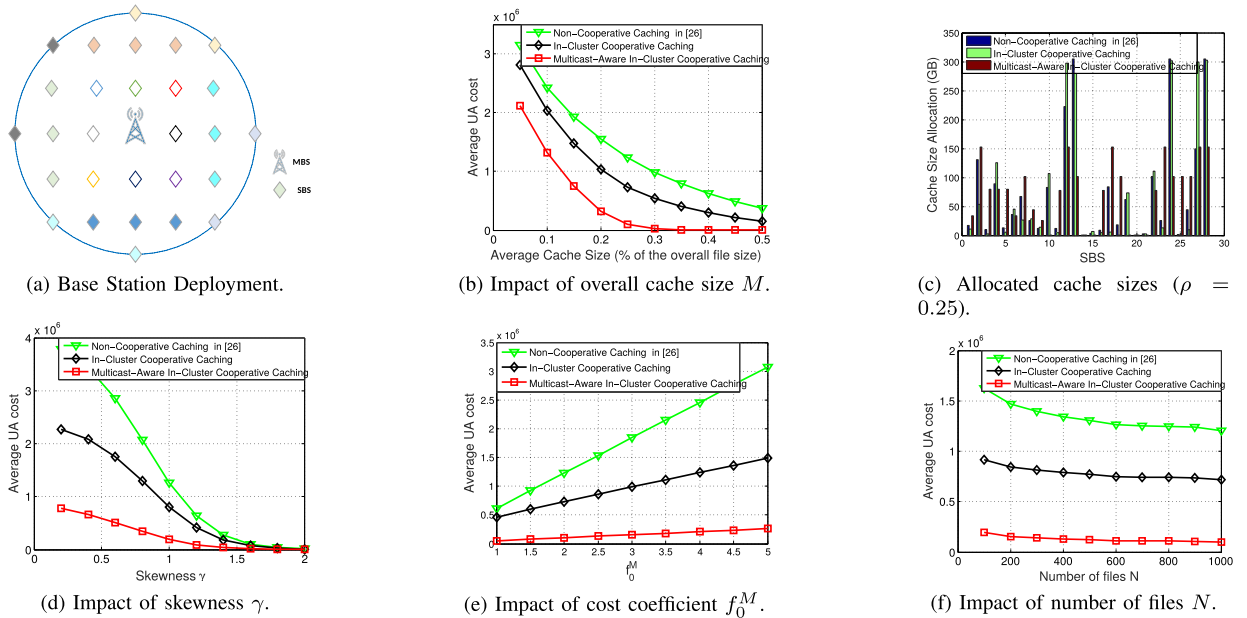 MBS
SBS
(a) Base Station Deployment.
x 10^6
Average UA cost
3
2
1
0
0.1
0.2
0.3
0.4
0.5
Average Cache Size (% of the overall file size)
Non−Cooperative Caching in [26]
In−Cluster Cooperative Caching
Multicast−Aware In−Cluster Cooperative Caching
(b) Impact of overall cache size M.
Cache Size Allocation (GB)
350
300
250
200
150
100
50
0
0
5
10
15
20
25
30
SBS
Non−Cooperative Caching in [26]
In−Cluster Cooperative Caching
Multicast−Aware In−Cluster Cooperative Caching
(c) Allocated cache sizes (ρ =
0.25).
x 10^6
Average UA cost
4
3
2
1
0
0.5
1
1.5
2
Skewness γ
Non−Cooperative Caching in [26]
In−Cluster Cooperative Caching
Multicast−Aware In−Cluster Cooperative Caching
(d) Impact of skewness γ.
x 10^6
Average UA cost
3.5
3
2.5
2
1.5
1
0.5
0
1
1.5
2
2.5
3
3.5
4
4.5
5
f_0^M
Non−Cooperative Caching in [26]
In−Cluster Cooperative Caching
Multicast−Aware In−Cluster Cooperative Caching
(e) Impact of cost coefficient f_0^M.
x 10^6
Average UA cost
2
1.5
1
0.5
0
200
400
600
800
1000
Number of files N
Non−Cooperative Caching in [26]
In−Cluster Cooperative Caching
Multicast−Aware In−Cluster Cooperative Caching
(f) Impact of number of files N.